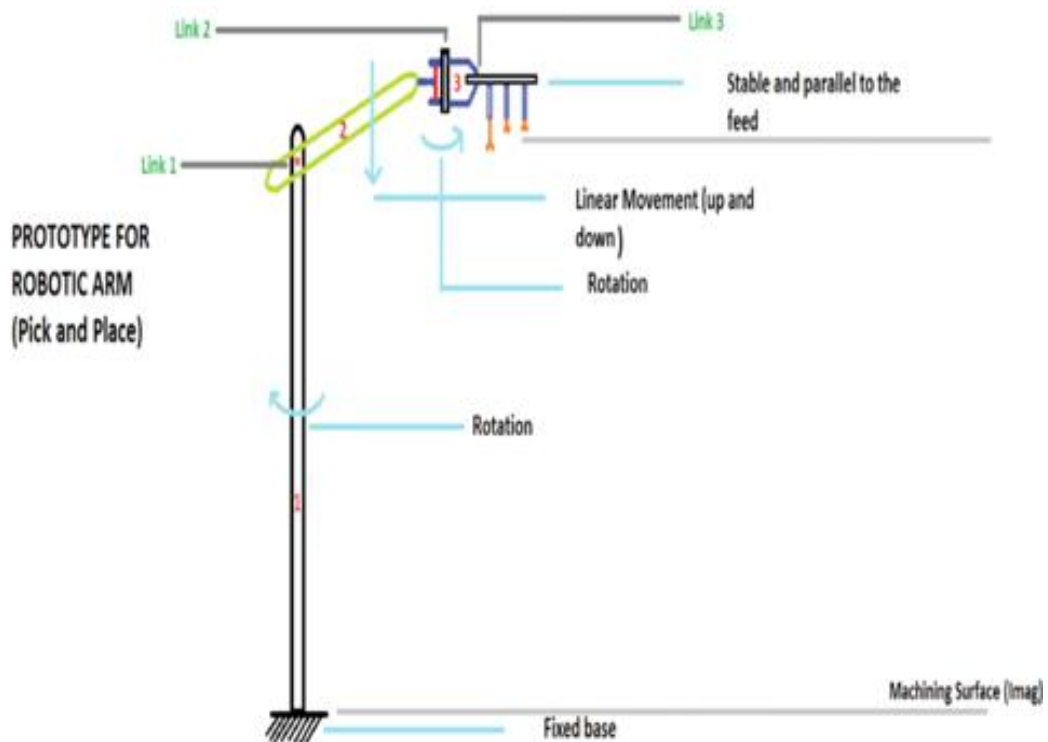 Link 2
Link 3
3
Stable and parallel to the
feed
2
Link 1
Linear Movement (up and
down)
PROTOTYPE FOR
ROBOTIC ARM
(Pick and Place)
Rotation
Rotation
1
Machining Surface (Imag)
Fixed base